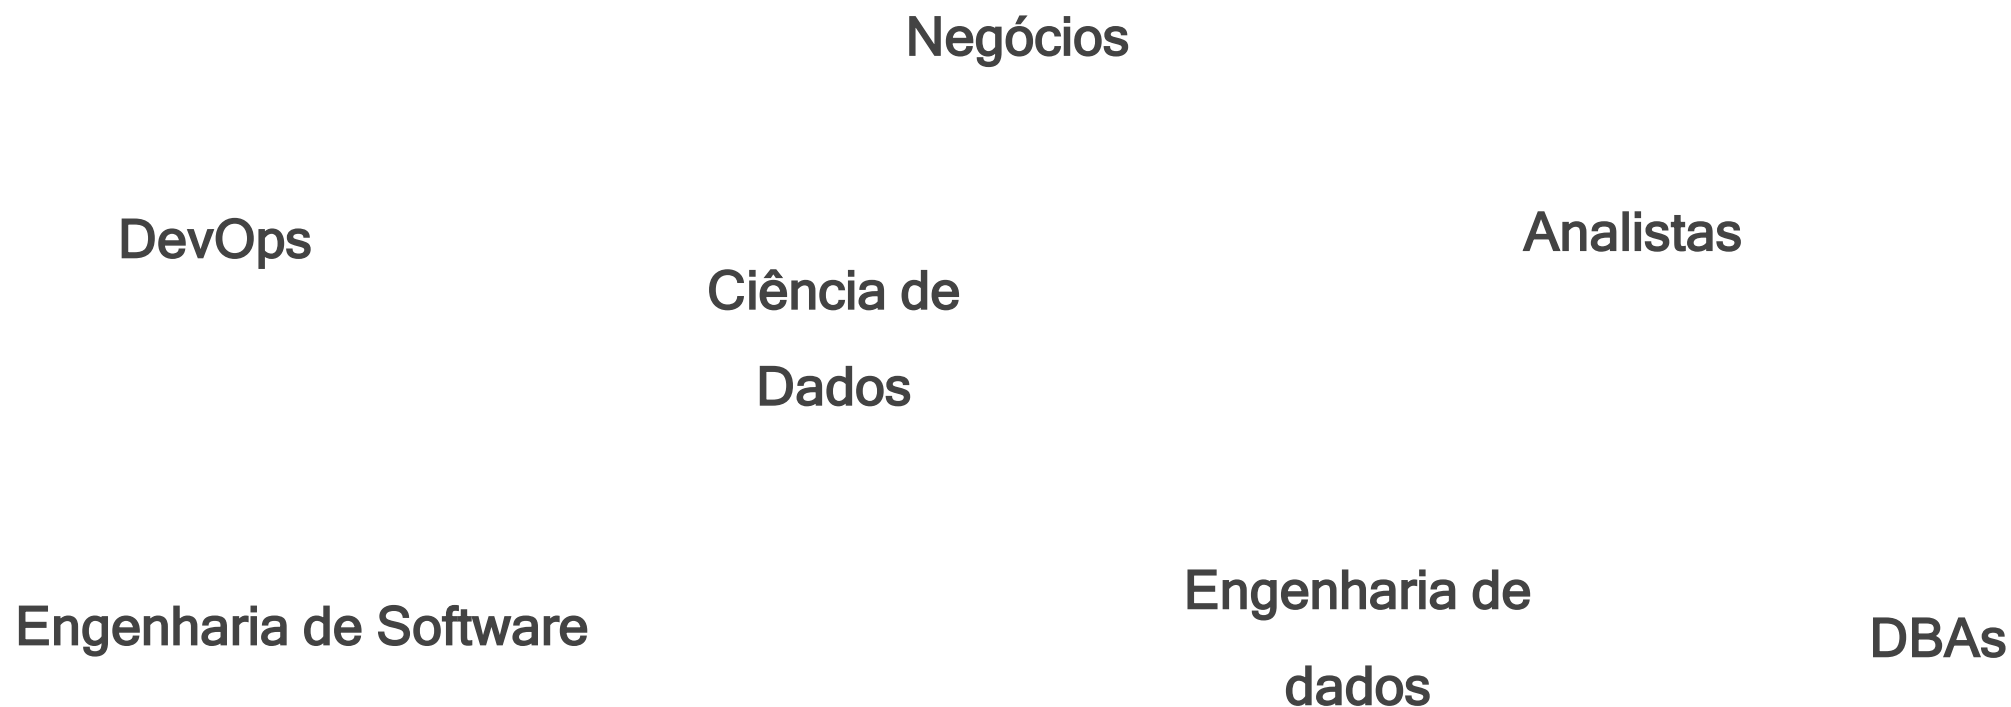 Negócios
DevOps
Analistas
Ciência de
Dados
Engenharia de Software
Engenharia de
dados
DBAs